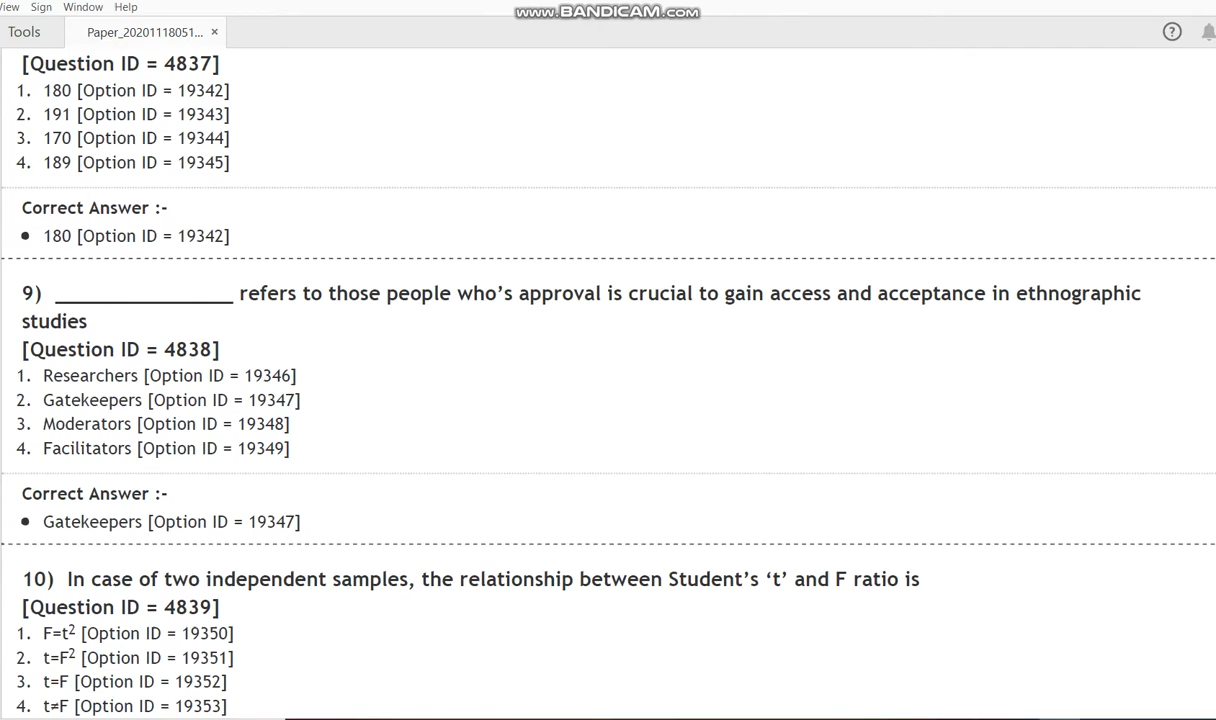 View Sign Window Help
www.BANDICAM.com
Tools Paper_20201118051... × ?
[Question ID = 4837]
1. 180 [Option ID = 19342]
2. 191 [Option ID = 19343]
3. 170 [Option ID = 19344]
4. 189 [Option ID = 19345]
Correct Answer :-
• 180 [Option ID = 19342]
9) ________________ refers to those people who's approval is crucial to gain access and acceptance in ethnographic
studies
[Question ID = 4838]
1. Researchers [Option ID = 19346]
2. Gatekeepers [Option ID = 19347]
3. Moderators [Option ID = 19348]
4. Facilitators [Option ID = 19349]
Correct Answer :-
• Gatekeepers [Option ID = 19347]
10) In case of two independent samples, the relationship between Student's ‘t’ and F ratio is
[Question ID = 4839]
1. F=t² [Option ID = 19350]
2. t=F² [Option ID = 19351]
3. t=F [Option ID = 19352]
4. t≠F [Option ID = 19353]